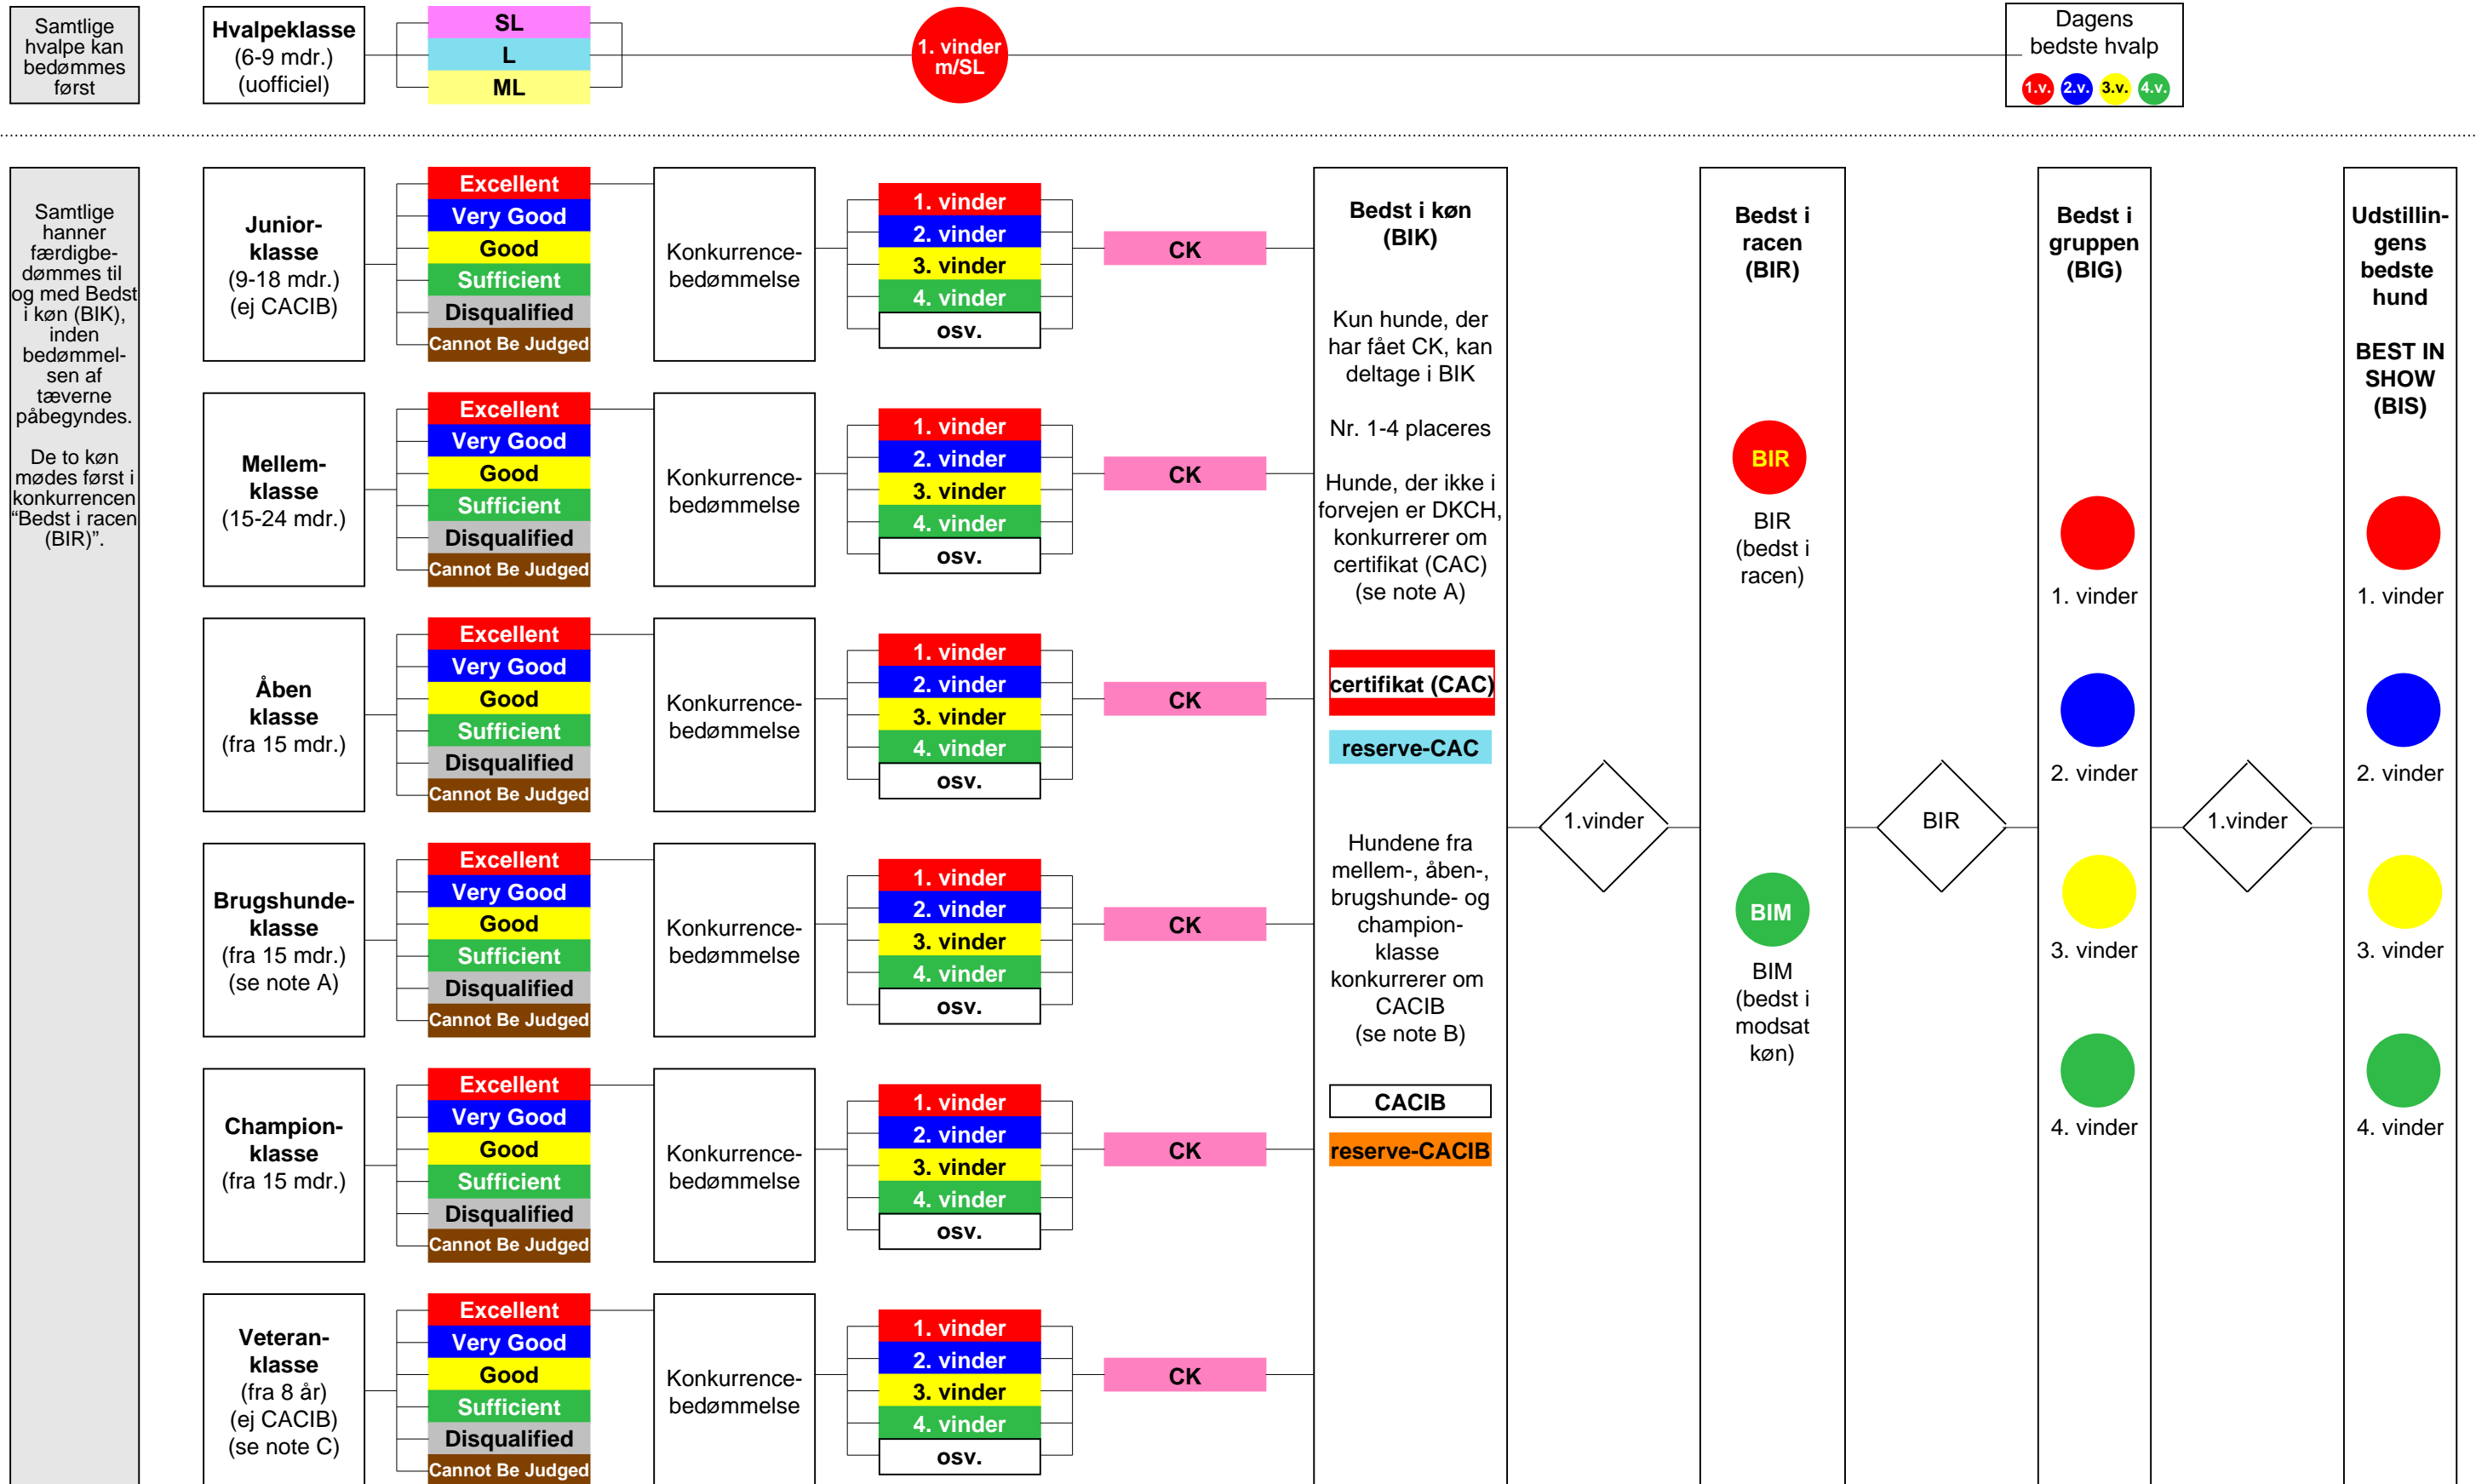 Samtlige
hvalpe kan
bedømmes
først
Hvalpeklasse
(6-9 mdr.)
(uofficiel)
SL
L
ML
1. vinder
m/SL
Dagens
bedste hvalp
1.v.
2.v.
3.v.
4.v.
Samtlige
hanner
færdigbe-
dømmes til
og med Bedst
i køn (BIK),
inden
bedømmel-
sen af
tæverne
påbegyndes.
De to køn
mødes først i
konkurrencen
“Bedst i racen
(BIR)”.
Junior-
klasse
(9-18 mdr.)
(ej CACIB)
Excellent
Very Good
Good
Sufficient
Disqualified
Cannot Be Judged
Konkurrence-
bedømmelse
1. vinder
2. vinder
3. vinder
4. vinder
osv.
CK
Mellem-
klasse
(15-24 mdr.)
Excellent
Very Good
Good
Sufficient
Disqualified
Cannot Be Judged
Konkurrence-
bedømmelse
1. vinder
2. vinder
3. vinder
4. vinder
osv.
CK
Åben
klasse
(fra 15 mdr.)
Excellent
Very Good
Good
Sufficient
Disqualified
Cannot Be Judged
Konkurrence-
bedømmelse
1. vinder
2. vinder
3. vinder
4. vinder
osv.
CK
Brugshunde-
klasse
(fra 15 mdr.)
(se note A)
Excellent
Very Good
Good
Sufficient
Disqualified
Cannot Be Judged
Konkurrence-
bedømmelse
1. vinder
2. vinder
3. vinder
4. vinder
osv.
CK
Champion-
klasse
(fra 15 mdr.)
Excellent
Very Good
Good
Sufficient
Disqualified
Cannot Be Judged
Konkurrence-
bedømmelse
1. vinder
2. vinder
3. vinder
4. vinder
osv.
CK
Veteran-
klasse
(fra 8 år)
(ej CACIB)
(se note C)
Excellent
Very Good
Good
Sufficient
Disqualified
Cannot Be Judged
Konkurrence-
bedømmelse
1. vinder
2. vinder
3. vinder
4. vinder
osv.
CK
Bedst i køn
(BIK)
Kun hunde, der
har fået CK, kan
deltage i BIK
Nr. 1-4 placeres
Hunde, der ikke i
forvejen er DKCH,
konkurrerer om
certifikat (CAC)
(se note A)
certifikat (CAC)
reserve-CAC
Hundene fra
mellem-, åben-,
brugshunde- og
champion-
klasse
konkurrerer om
CACIB
(se note B)
CACIB
reserve-CACIB
1.vinder
Bedst i
racen
(BIR)
BIR
BIR
(bedst i
racen)
BIM
BIM
(bedst i
modsat
køn)
BIR
Bedst i
gruppen
(BIG)
1. vinder
2. vinder
3. vinder
4. vinder
1.vinder
Udstillin-
gens
bedste
hund
BEST IN
SHOW
(BIS)
1. vinder
2. vinder
3. vinder
4. vinder